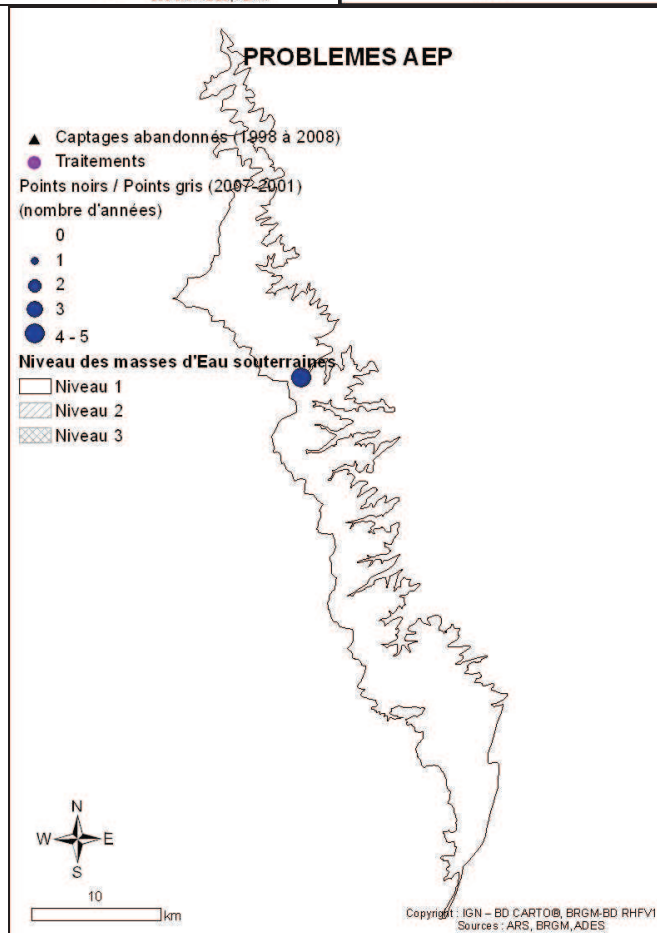 PROBLEMES AEP
Captages abandonnés (1998 à 2008)
Traitements
Points noirs / Points gris (2007-2001)
(nombre d'années)
0
1
2
3
4 - 5
Niveau des masses d'Eau souterraines
Niveau 1
Niveau 2
Niveau 3
N
W E
S
10
km
Copyright : IGN – BD CARTO®, BRGM-BD RHFV1
Sources : ARS, BRGM, ADES